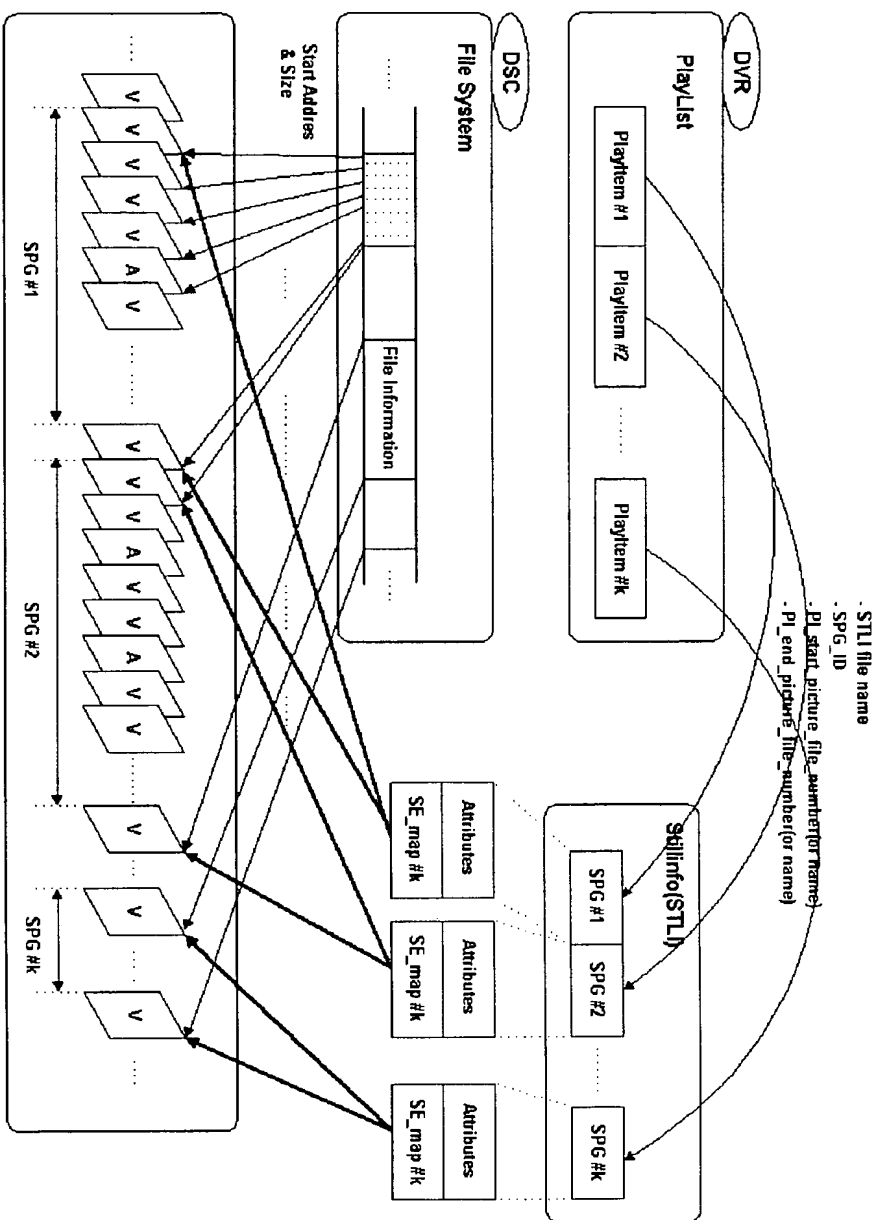 DVR
PlayList
PlayItem #1
PlayItem #2
......
PlayItem #k
- STLI file name
- SPG_ID
- PI_start_picture_file_number(or name)
- PI_end_picture_file_number(or name)
Stillinfo(STLI)
SPG #1
SPG #2
......
SPG #k
DSC
File System
......
File Information
......
Attributes
SE_map #k
Attributes
SE_map #k
Attributes
SE_map #k
Start Addres
& Size
......
......
......
......
V
V
V
V
V
A
V
......
V
V
V
A
V
V
A
V
V
......
V
......
V
......
V
......
SPG #1
SPG #2
SPG #k